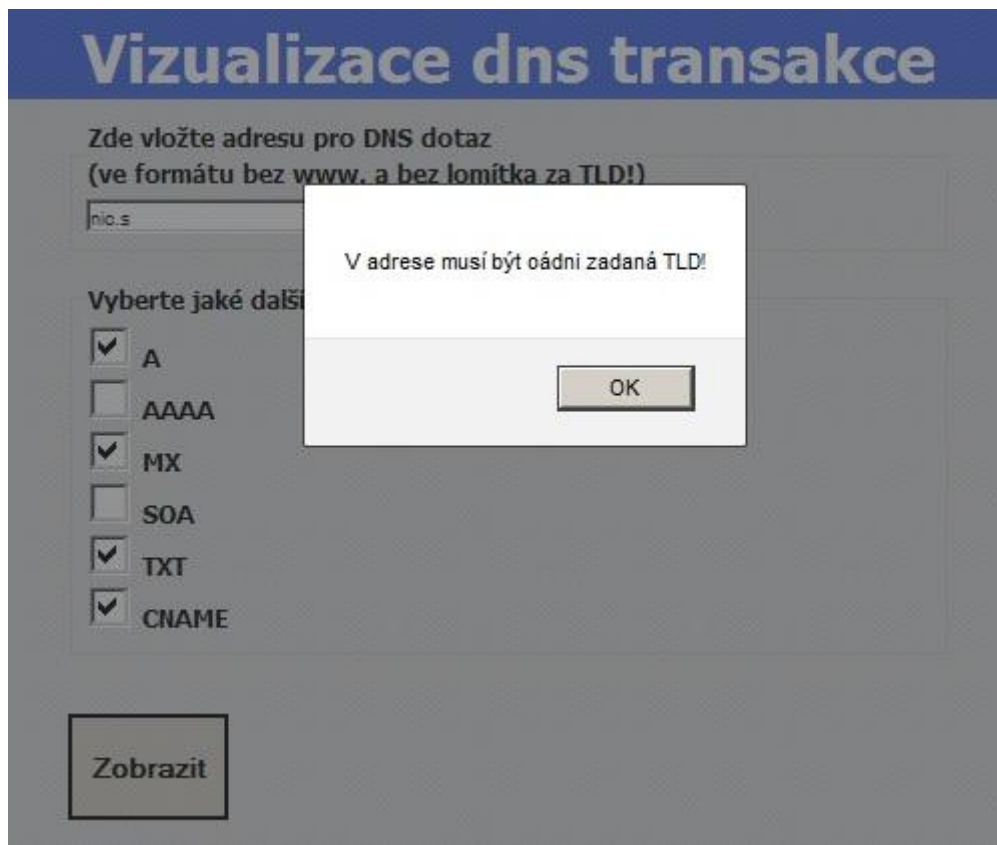 Vizualizace dns transakce
Zde vložte adresu pro DNS dotaz
(ve formátu bez www. a bez lomítka za TLD!)
nic.s
V adrese musí být oádni zadaná TLD!
Vyberte jaké další
OK
A
AAAA
MX
SOA
TXT
CNAME
Zobrazit